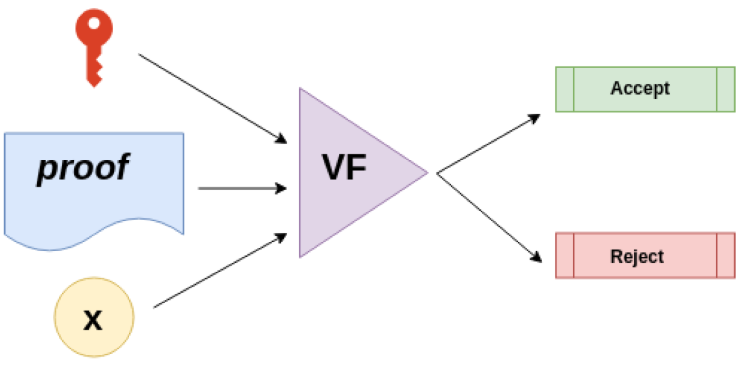 proof
x
VF
Accept
Reject